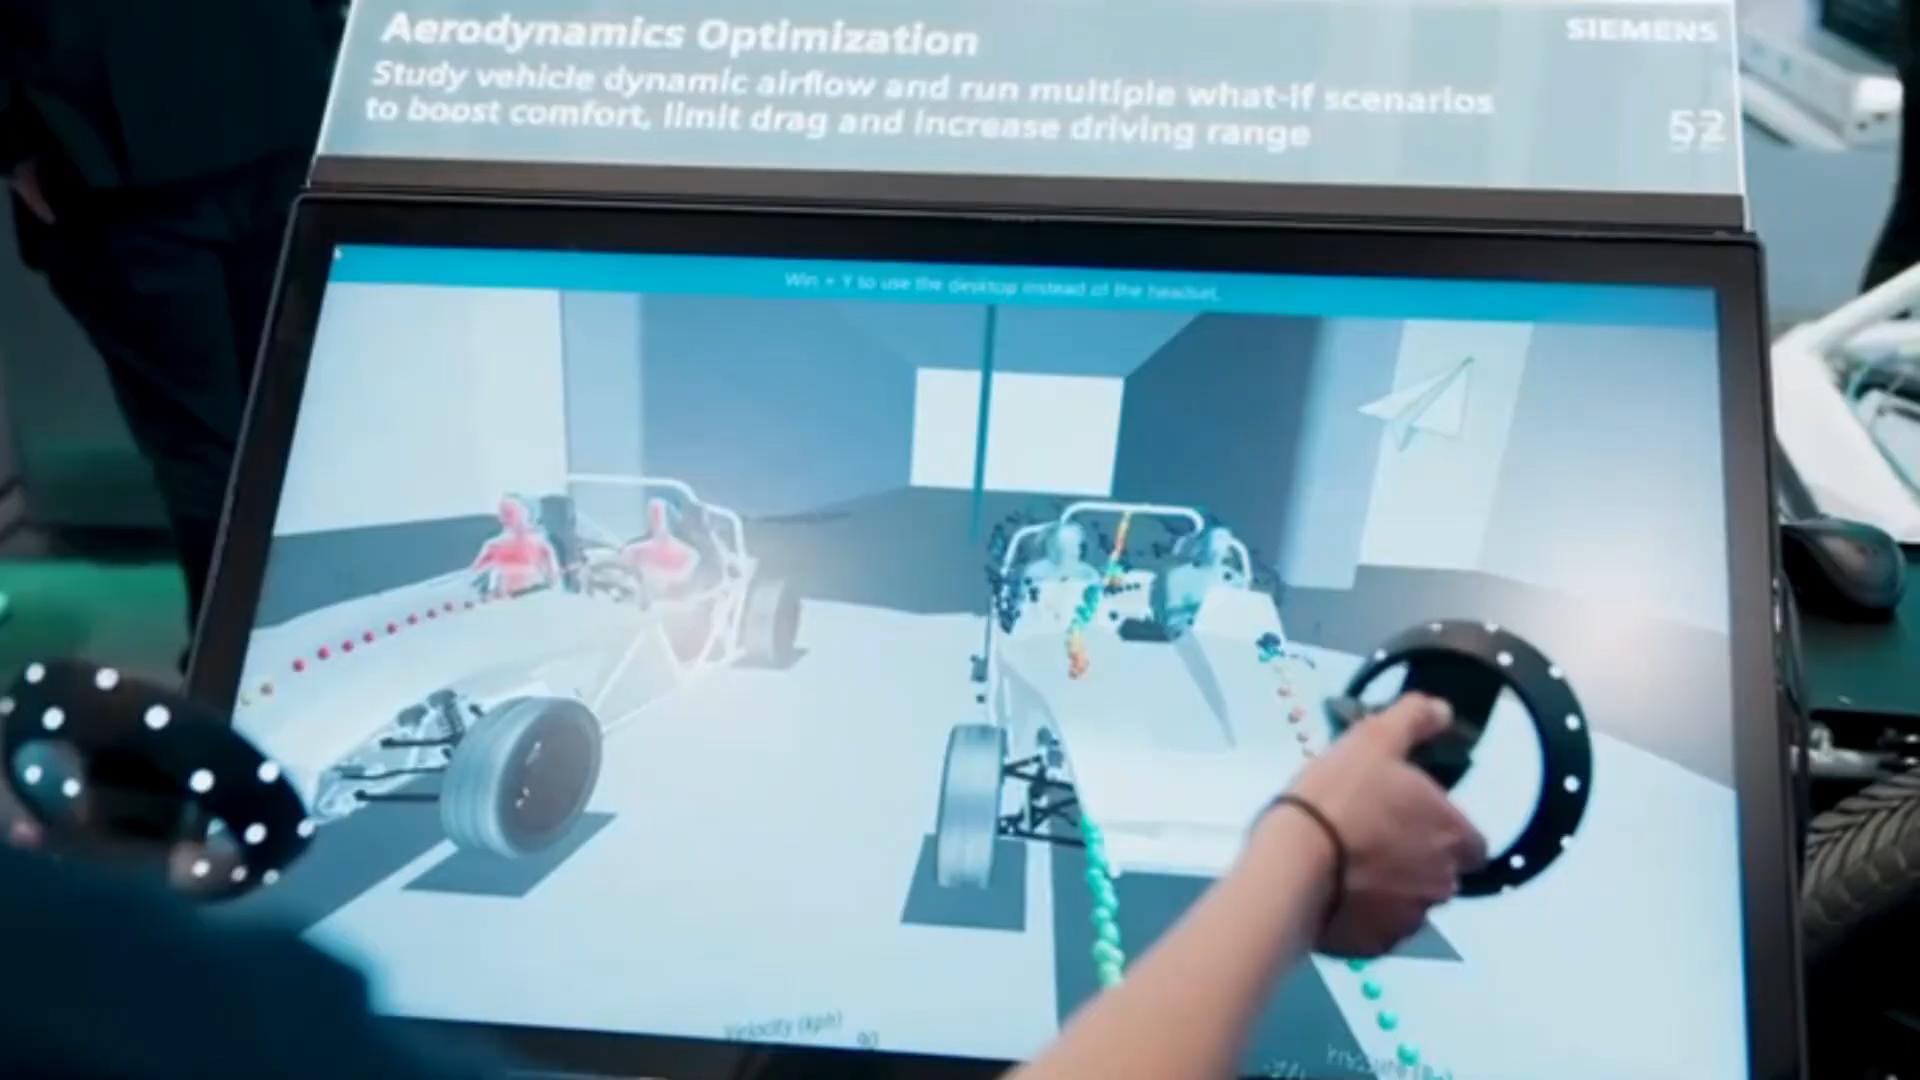 Aerodynamics Optimization
SIEMENS
Study vehicle dynamic airflow and run multiple what-if scenarios
to boost comfort, limit drag and increase driving range
52
Win + Y to use the desktop instead of the headset.
Velocity (kph)
90